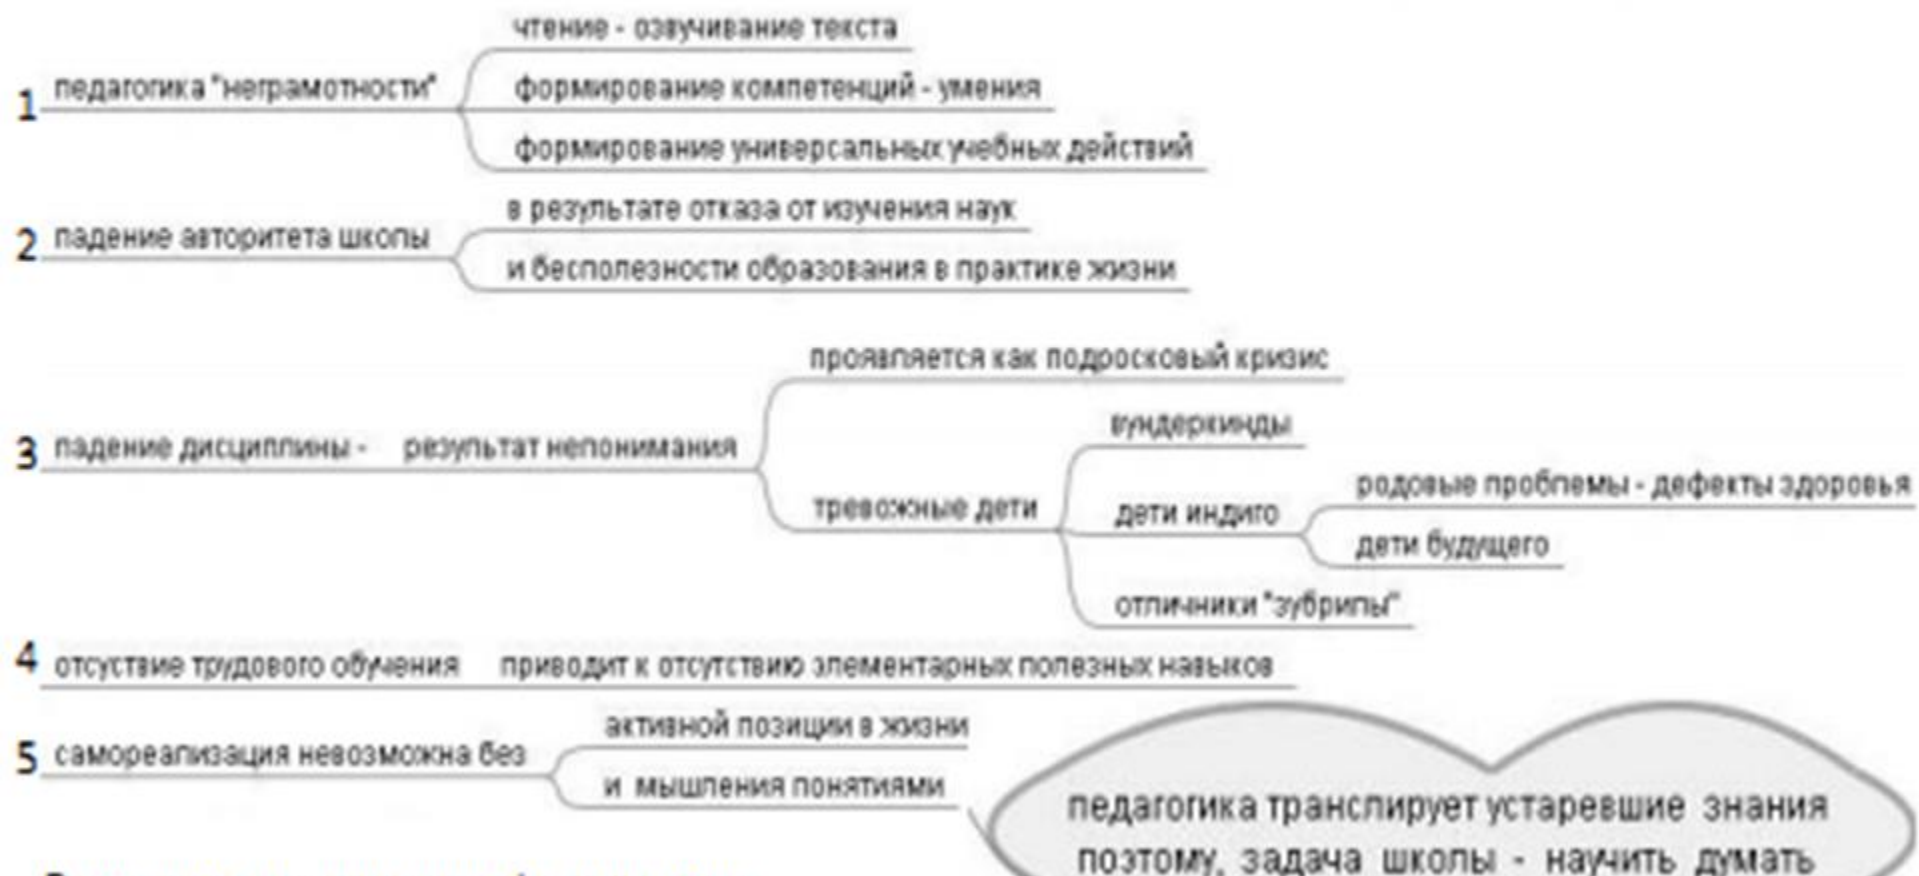 чтение - озвучивание текста
1 педагогика "неграмотности"
формирование компетенций - умения
формирование универсальных учебных действий
в результате отказа от изучения наук
2 падение авторитета школы
и бесполезности образования в практике жизни
проявляется как подросковый кризис
вундеркинды
3 падение дисциплины - результат непонимания
родовые проблемы - дефекты здоровья
тревожные дети
дети индиго
дети будущего
отличники "зубрилы"
4 отсуствие трудового обучения приводит к отсутствию элементарных полезных навыков
активной позиции в жизни
5 самореализация невозможна без
и мышления понятиями
педагогика транслирует устаревшие знания
поэтому, задача школы - научить думать